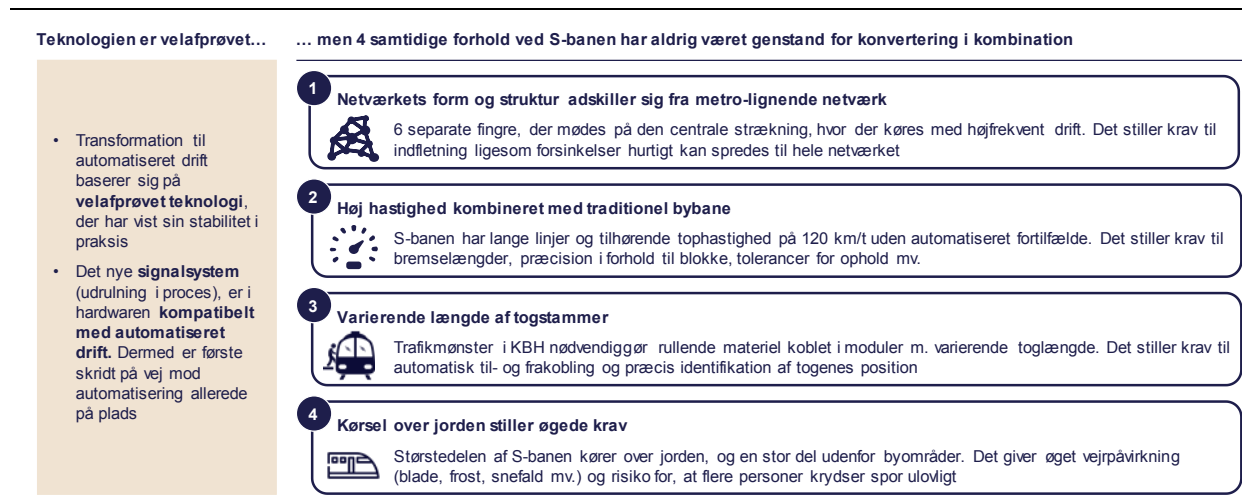 Teknologien er velafprøvet…
… men 4 samtidige forhold ved S-banen har aldrig været genstand for konvertering i kombination
• Transformation til
automatiseret drift
baserer sig på
velafprøvet teknologi,
der har vist sin stabilitet i
praksis
• Det nye signalsystem
(udrulning i proces), er i
hardwaren kompatibelt
med automatiseret
drift. Dermed er første
skridt på vej mod
automatisering allerede
på plads
1
Netværkets form og struktur adskiller sig fra metro-lignende netværk
6 separate fingre, der mødes på den centrale strækning, hvor der køres med højfrekvent drift. Det stiller krav til
indfletning ligesom forsinkelser hurtigt kan spredes til hele netværket
2
Høj hastighed kombineret med traditionel bybane
S-banen har lange linjer og tilhørende tophastighed på 120 km/t uden automatiseret fortilfælde. Det stiller krav til
bremselængder, præcision i forhold til blokke, tolerancer for ophold mv.
3
Varierende længde af togstammer
Trafikmønster i KBH nødvendiggør rullende materiel koblet i moduler m. varierende toglængde. Det stiller krav til
automatisk til- og frakobling og præcis identifikation af togenes position
4
Kørsel over jorden stiller øgede krav
Størstedelen af S-banen kører over jorden, og en stor del udenfor byområder. Det giver øget vejrpåvirkning
(blade, frost, snefald mv.) og risiko for, at flere personer krydser spor ulovligt